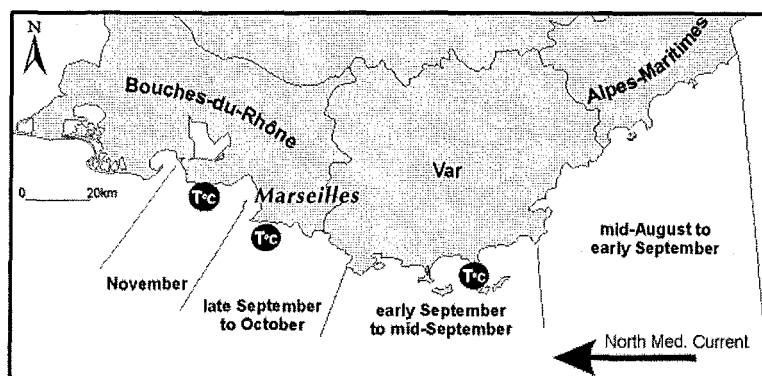 N
Bouches-du-Rhône
Alpes-Maritimes
Var
0 20km
Marseilles
T°c
T°c
T°c
November
late September
to October
early September
to mid-September
mid-August to
early September
North Med. Current